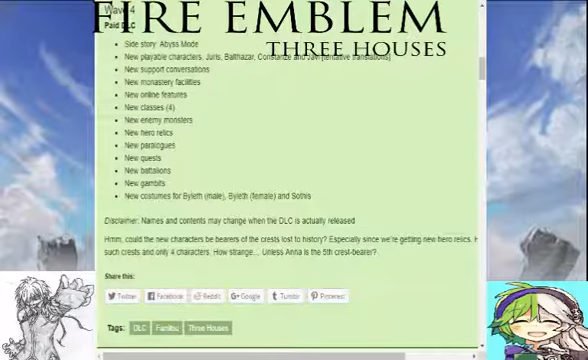 FIRE EMBLEM
THREE HOUSES
Wave 4
Paid DLC
Side story: Abyss Mode
New playable characters, Juris, Balthazar, Constanze and Javi [tentative translations]
New support conversations
New monastery facilities
New online features
New classes (4)
New enemy monsters
New hero relics
New paralogues
New quests
New battalions
New gambits
New costumes for Byleth (male), Byleth (female) and Sothis
Disclaimer: Names and contents may change when the DLC is actually released
Hmm, could the new characters be bearers of the crests lost to history? Especially since we're getting new hero relics. H
such crests and only 4 characters. How strange... Unless Anna is the 5th crest-bearer?
Share this:
Twitter Facebook Reddit Google Tumblr Pinterest
Tags: DLC Famitsu Three Houses